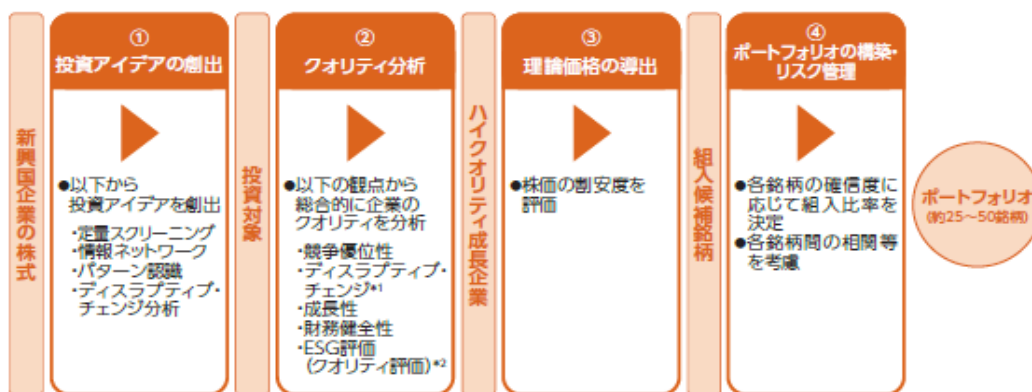 新興国企業の株式
①
投資アイデアの創出
●以下から
投資アイデアを創出
・定量スクリーニング
・情報ネットワーク
・パターン認識
・ディスラプティブ・
チェンジ分析
投資対象
②
クオリティ分析
●以下の観点から
総合的に企業の
クオリティを分析
・競争優位性
・ディスラプティブ・
チェンジ*1
・成長性
・財務健全性
・ESG評価
(クオリティ評価)*2
ハイクオリティ成長企業
③
理論価格の導出
●株価の割安度を
評価
組入候補銘柄
④
ポートフォリオの構築・
リスク管理
●各銘柄の確信度に
応じて組入比率を
決定
●各銘柄間の相関等
を考慮
ポートフォリオ
(約25〜50銘柄)